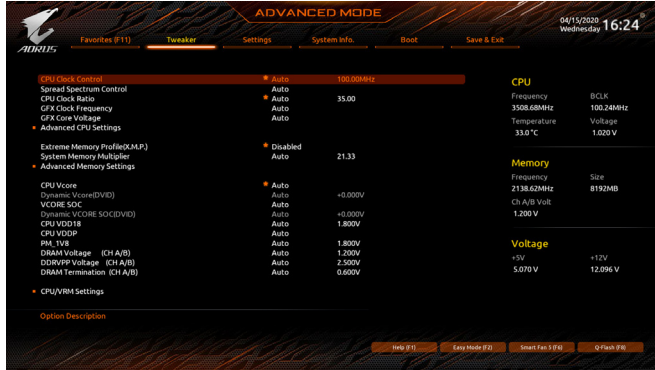 ADVANCED MODE
04/15/2020
Wednesday 16:24
AORUS
Favorites (F11) Tweaker Settings System Info. Boot Save & Exit
CPU Clock Control Auto 100.00MHz
Spread Spectrum Control Auto
CPU Clock Ratio Auto 35.00
GFX Clock Frequency Auto
GFX Core Voltage Auto
Advanced CPU Settings
Extreme Memory Profile(X.M.P.) Disabled
System Memory Multiplier Auto 21.33
Advanced Memory Settings
CPU Vcore Auto
Dynamic Vcore(DVID) +0.000V
VCORE SOC Auto
Dynamic VCORE SOC(DVID) +0.000V
CPU VDD18 Auto 1.800V
CPU VDDP Auto
PM_1V8 Auto 1.800V
DRAM Voltage (CH A/B) Auto 1.200V
DDRVPP Voltage (CH A/B) Auto 2.500V
DRAM Termination (CH A/B) Auto 0.600V
CPU/VRM Settings
Option Description
CPU
Frequency BCLK
3508.68MHz 100.24MHz
Temperature Voltage
33.0 °C 1.020 V
Memory
Frequency Size
2138.62MHz 8192MB
Ch A/B Volt
1.200 V
Voltage
+5V +12V
5.070 V 12.096 V
Help (F1) Easy Mode (F2) Smart Fan 5 (F6) Q-Flash (F8)